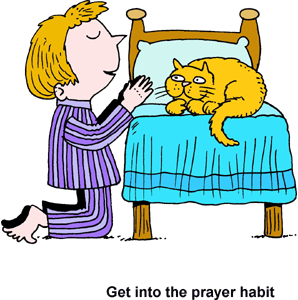 Get into the prayer habit